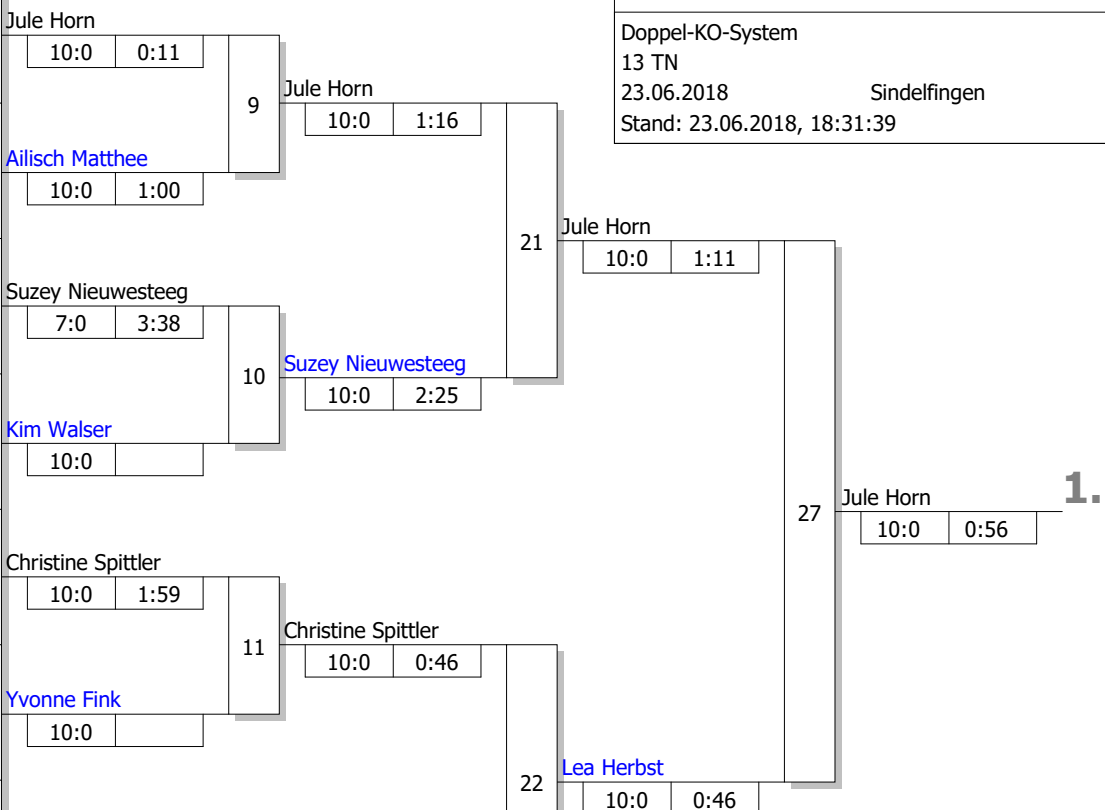 Jule Horn
10:0 0:11
9
Ailisch Matthee
10:0 1:00
Jule Horn
10:0 1:16
Doppel-KO-System
13 TN
23.06.2018 Sindelfingen
Stand: 23.06.2018, 18:31:39
21
Jule Horn
10:0 1:11
Suzey Nieuwesteeg
7:0 3:38
10
Suzey Nieuwesteeg
10:0 2:25
Kim Walser
10:0
27
Jule Horn
10:0 0:56
1.
Christine Spittler
10:0 1:59
11
Christine Spittler
10:0 0:46
Yvonne Fink
10:0
22
Lea Herbst
10:0 0:46